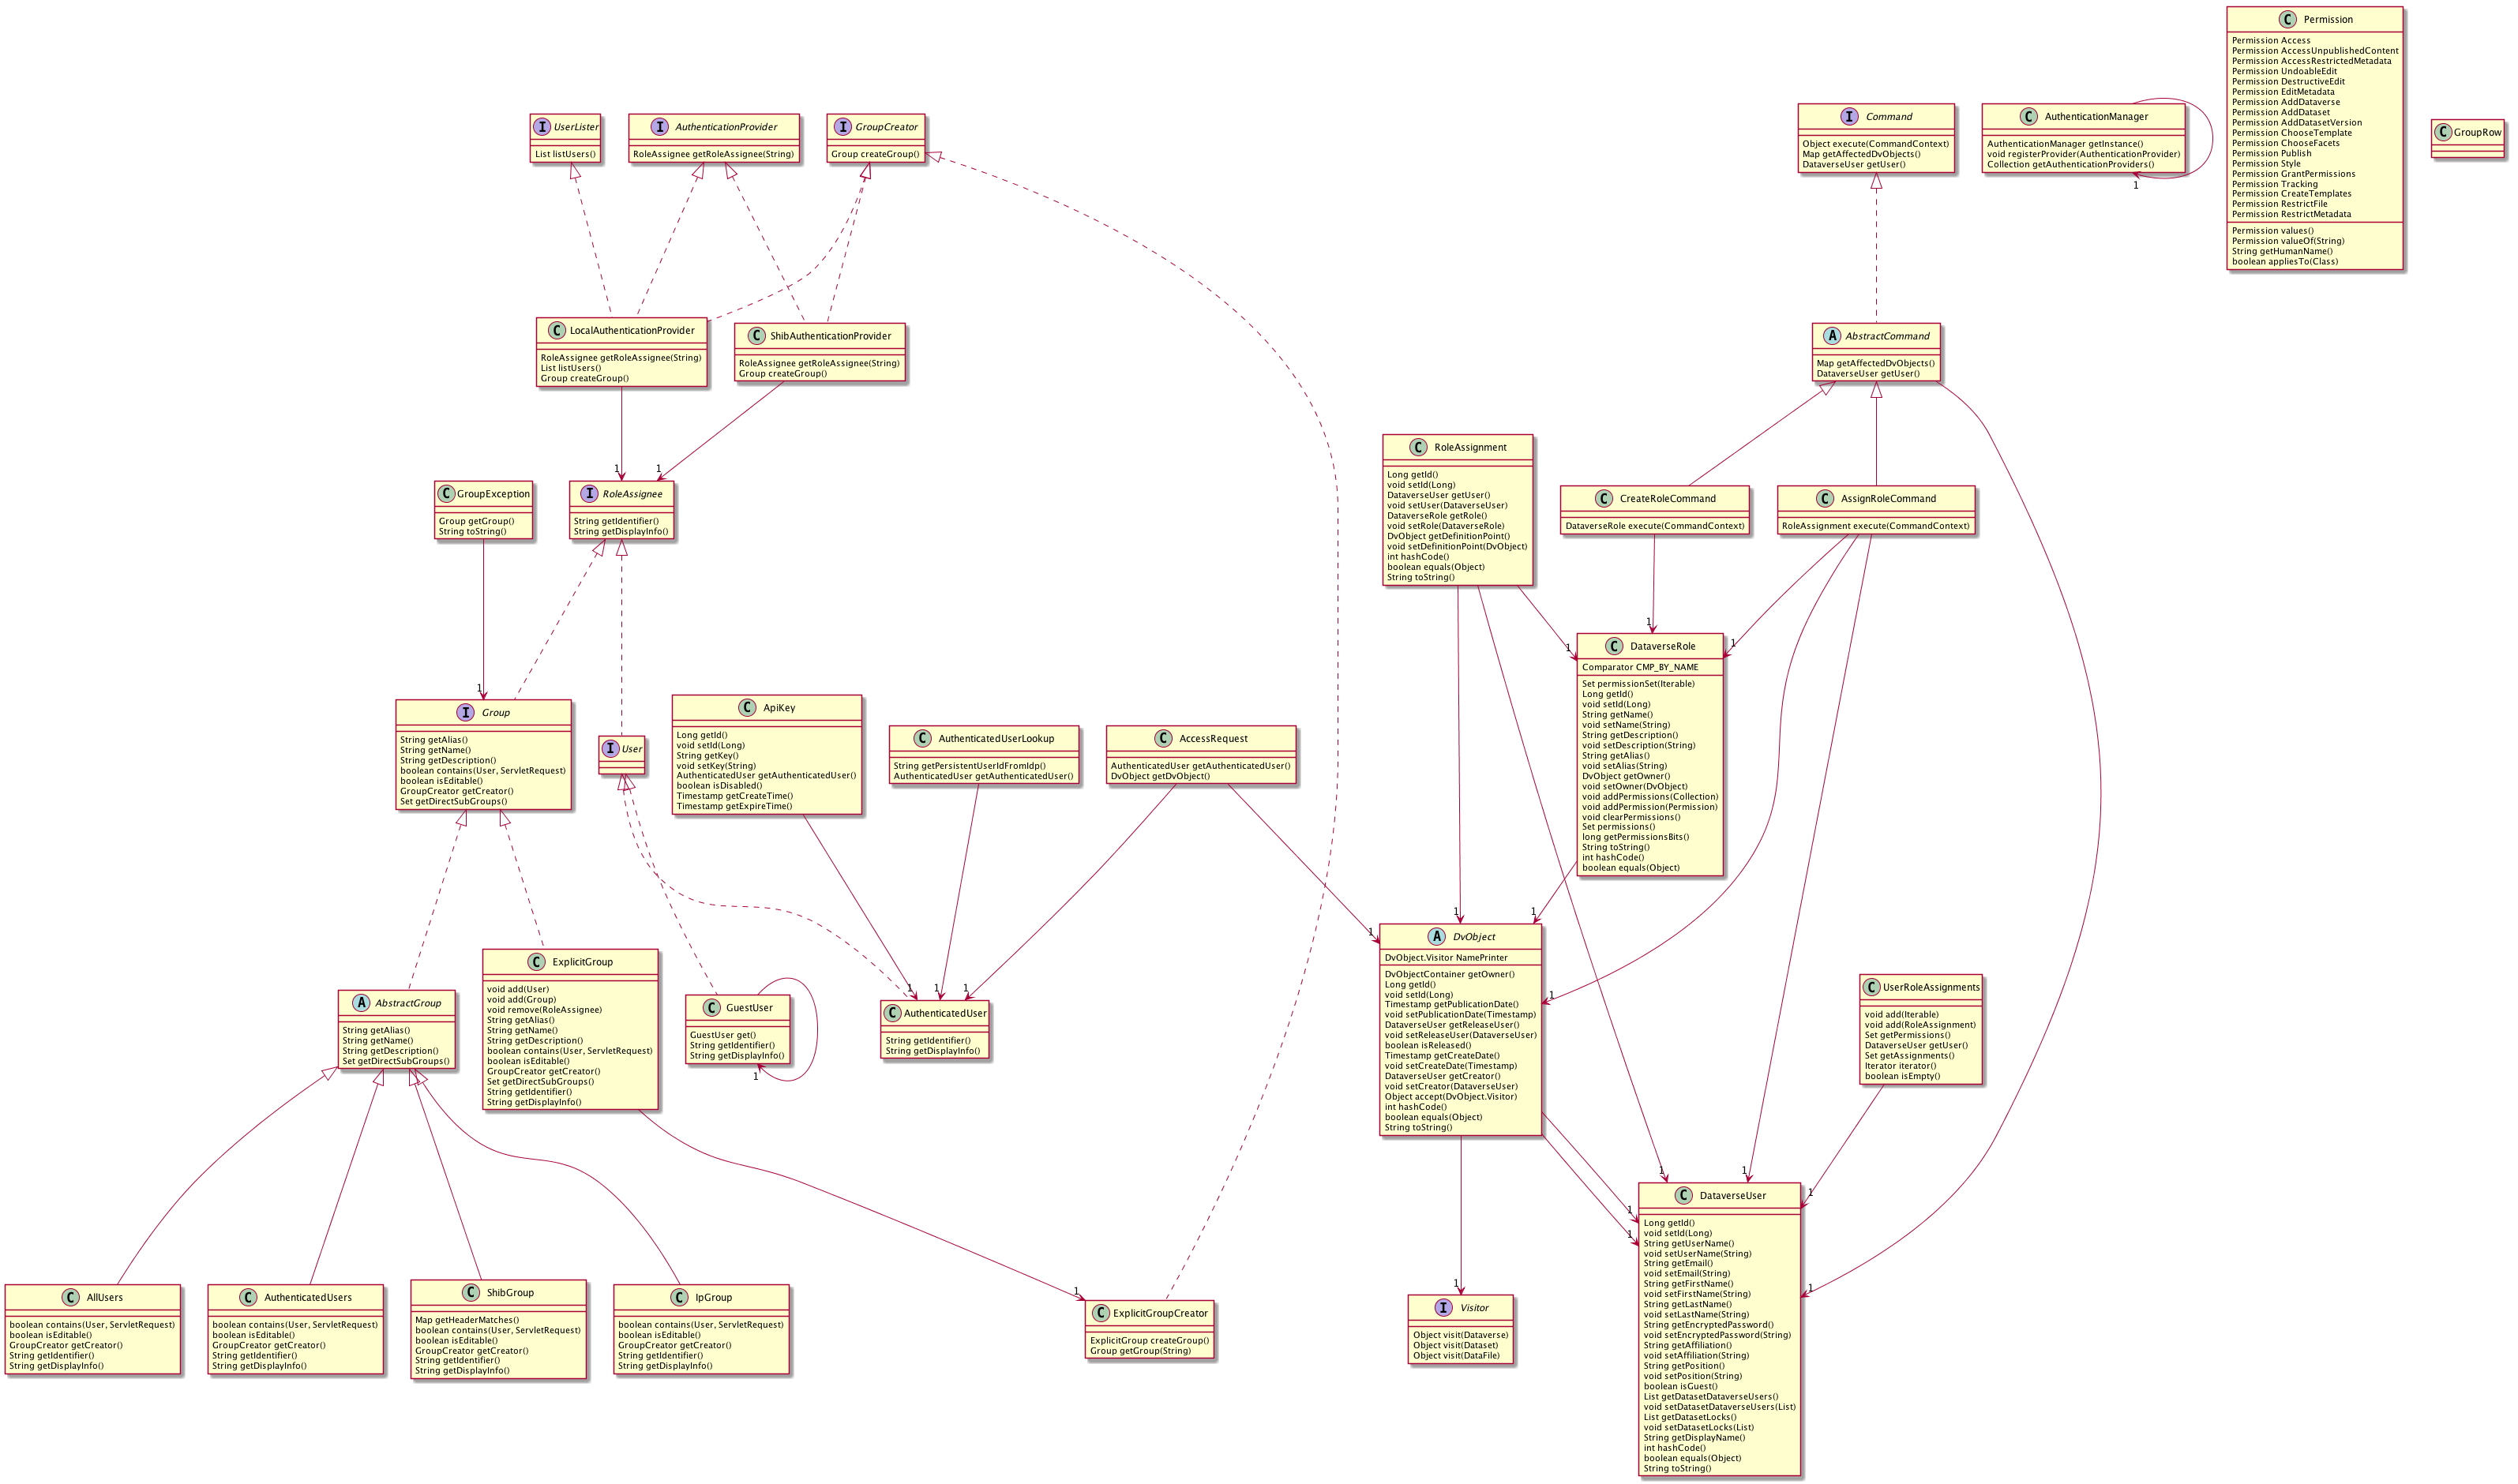 C Permission
Permission Access
Permission AccessUnpublishedContent
Permission AccessRestrictedMetadata
Permission UndoableEdit
Permission DestructiveEdit
Permission EditMetadata
Permission AddDataverse
Permission AddDataset
Permission AddDatasetVersion
Permission ChooseTemplate
Permission ChooseFacets
Permission Publish
Permission Style
Permission GrantPermissions
Permission Tracking
Permission CreateTemplates
Permission RestrictFile
Permission RestrictMetadata
Permission values()
Permission valueOf(String)
String getHumanName()
boolean appliesTo(Class)
I UserLister
List listUsers()
I AuthenticationProvider
RoleAssignee getRoleAssignee(String)
I GroupCreator
Group createGroup()
I Command
Object execute(CommandContext)
Map getAffectedDvObjects()
DataverseUser getUser()
C AuthenticationManager
AuthenticationManager getInstance()
void registerProvider(AuthenticationProvider)
Collection getAuthenticationProviders()
1
C GroupRow
C LocalAuthenticationProvider
RoleAssignee getRoleAssignee(String)
List listUsers()
Group createGroup()
C ShibAuthenticationProvider
RoleAssignee getRoleAssignee(String)
Group createGroup()
A AbstractCommand
Map getAffectedDvObjects()
DataverseUser getUser()
1
1
C GroupException
Group getGroup()
String toString()
I RoleAssignee
String getIdentifier()
String getDisplayInfo()
C RoleAssignment
Long getId()
void setId(Long)
DataverseUser getUser()
void setUser(DataverseUser)
DataverseRole getRole()
void setRole(DataverseRole)
DvObject getDefinitionPoint()
void setDefinitionPoint(DvObject)
int hashCode()
boolean equals(Object)
String toString()
C CreateRoleCommand
DataverseRole execute(CommandContext)
C AssignRoleCommand
RoleAssignment execute(CommandContext)
1
1
1
1
C DataverseRole
Comparator CMP_BY_NAME
Set permissionSet(Iterable)
Long getId()
void setId(Long)
String getName()
void setName(String)
String getDescription()
void setDescription(String)
String getAlias()
void setAlias(String)
DvObject getOwner()
void setOwner(DvObject)
void addPermissions(Collection)
void addPermission(Permission)
void clearPermissions()
Set permissions()
long getPermissionsBits()
String toString()
int hashCode()
boolean equals(Object)
I Group
String getAlias()
String getName()
String getDescription()
boolean contains(User, ServletRequest)
boolean isEditable()
GroupCreator getCreator()
Set getDirectSubGroups()
I User
C ApiKey
Long getId()
void setId(Long)
String getKey()
void setKey(String)
AuthenticatedUser getAuthenticatedUser()
boolean isDisabled()
Timestamp getCreateTime()
Timestamp getExpireTime()
C AuthenticatedUserLookup
String getPersistentUserIdFromIdp()
AuthenticatedUser getAuthenticatedUser()
C AccessRequest
AuthenticatedUser getAuthenticatedUser()
DvObject getDvObject()
1
1
1
1
A DvObject
DvObject.Visitor NamePrinter
DvObjectContainer getOwner()
Long getId()
void setId(Long)
Timestamp getPublicationDate()
void setPublicationDate(Timestamp)
DataverseUser getReleaseUser()
void setReleaseUser(DataverseUser)
boolean isReleased()
Timestamp getCreateDate()
void setCreateDate(Timestamp)
DataverseUser getCreator()
void setCreator(DataverseUser)
Object accept(DvObject.Visitor)
int hashCode()
boolean equals(Object)
String toString()
A AbstractGroup
String getAlias()
String getName()
String getDescription()
Set getDirectSubGroups()
C ExplicitGroup
void add(User)
void add(Group)
void remove(RoleAssignee)
String getAlias()
String getName()
String getDescription()
boolean contains(User, ServletRequest)
boolean isEditable()
GroupCreator getCreator()
Set getDirectSubGroups()
String getIdentifier()
String getDisplayInfo()
C GuestUser
GuestUser get()
String getIdentifier()
String getDisplayInfo()
1
1
1
1
C AuthenticatedUser
String getIdentifier()
String getDisplayInfo()
C UserRoleAssignments
void add(Iterable)
void add(RoleAssignment)
Set getPermissions()
DataverseUser getUser()
Set getAssignments()
Iterator iterator()
boolean isEmpty()
1
1
1
1
1
1
C DataverseUser
Long getId()
void setId(Long)
String getUserName()
void setUserName(String)
String getEmail()
void setEmail(String)
String getFirstName()
void setFirstName(String)
String getLastName()
void setLastName(String)
String getEncryptedPassword()
void setEncryptedPassword(String)
String getAffiliation()
void setAffiliation(String)
String getPosition()
void setPosition(String)
boolean isGuest()
List getDatasetDataverseUsers()
void setDatasetDataverseUsers(List)
List getDatasetLocks()
void setDatasetLocks(List)
String getDisplayName()
int hashCode()
boolean equals(Object)
String toString()
C AllUsers
boolean contains(User, ServletRequest)
boolean isEditable()
GroupCreator getCreator()
String getIdentifier()
String getDisplayInfo()
C AuthenticatedUsers
boolean contains(User, ServletRequest)
boolean isEditable()
GroupCreator getCreator()
String getIdentifier()
String getDisplayInfo()
C ShibGroup
Map getHeaderMatches()
boolean contains(User, ServletRequest)
boolean isEditable()
GroupCreator getCreator()
String getIdentifier()
String getDisplayInfo()
C IpGroup
boolean contains(User, ServletRequest)
boolean isEditable()
GroupCreator getCreator()
String getIdentifier()
String getDisplayInfo()
1
C ExplicitGroupCreator
ExplicitGroup createGroup()
Group getGroup(String)
1
I Visitor
Object visit(Dataverse)
Object visit(Dataset)
Object visit(DataFile)